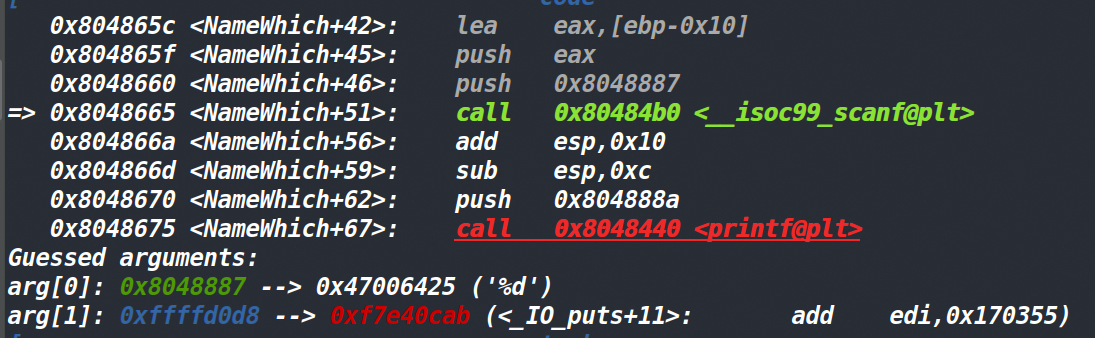 [ code
0x804865c <NameWhich+42>: lea eax,[ebp-0x10]
0x804865f <NameWhich+45>: push eax
0x8048660 <NameWhich+46>: push 0x8048887
=> 0x8048665 <NameWhich+51>: call 0x80484b0 <__isoc99_scanf@plt>
0x804866a <NameWhich+56>: add esp,0x10
0x804866d <NameWhich+59>: sub esp,0xc
0x8048670 <NameWhich+62>: push 0x804888a
0x8048675 <NameWhich+67>: call 0x8048440 <printf@plt>
Guessed arguments:
arg[0]: 0x8048887 --> 0x47006425 ('%d')
arg[1]: 0xffffd0d8 --> 0xf7e40cab (<_IO_puts+11>: add edi,0x170355)